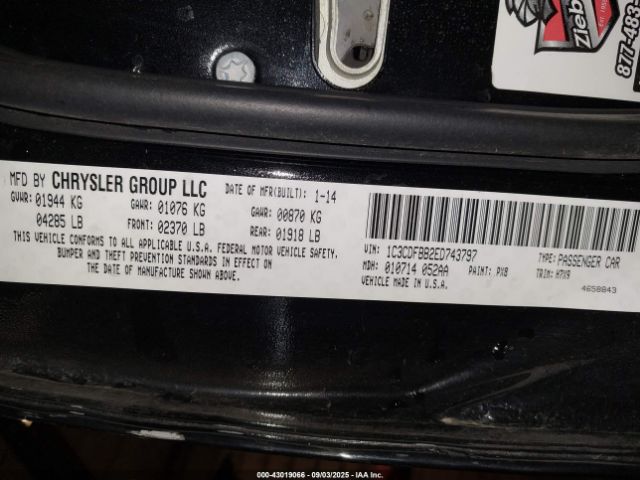 Zieb
877-493-
MFD BY CHRYSLER GROUP LLC
DATE OF MFR(BUILT): 1-14
GVWR: 01944 KG
04285 LB
GAWR: 01076 KG
FRONT: 02370 LB
GAWR: 00870 KG
REAR: 01918 LB
THIS VEHICLE CONFORMS TO ALL APPLICABLE U.S.A. FEDERAL MOTOR VEHICLE SAFETY,
BUMPER AND THEFT PREVENTION STANDARDS IN EFFECT ON
THE DATE OF MANUFACTURE SHOWN ABOVE.
VIN: 1C3CDFBB2ED743797
TYPE: PASSENGER CAR
MDH: 010714 052AA
PAINT: PX8
TRIM: H7X9
VEHICLE MADE IN U.S.A.
4658843
000-43019066 - 09/03/2025 - IAA Inc.